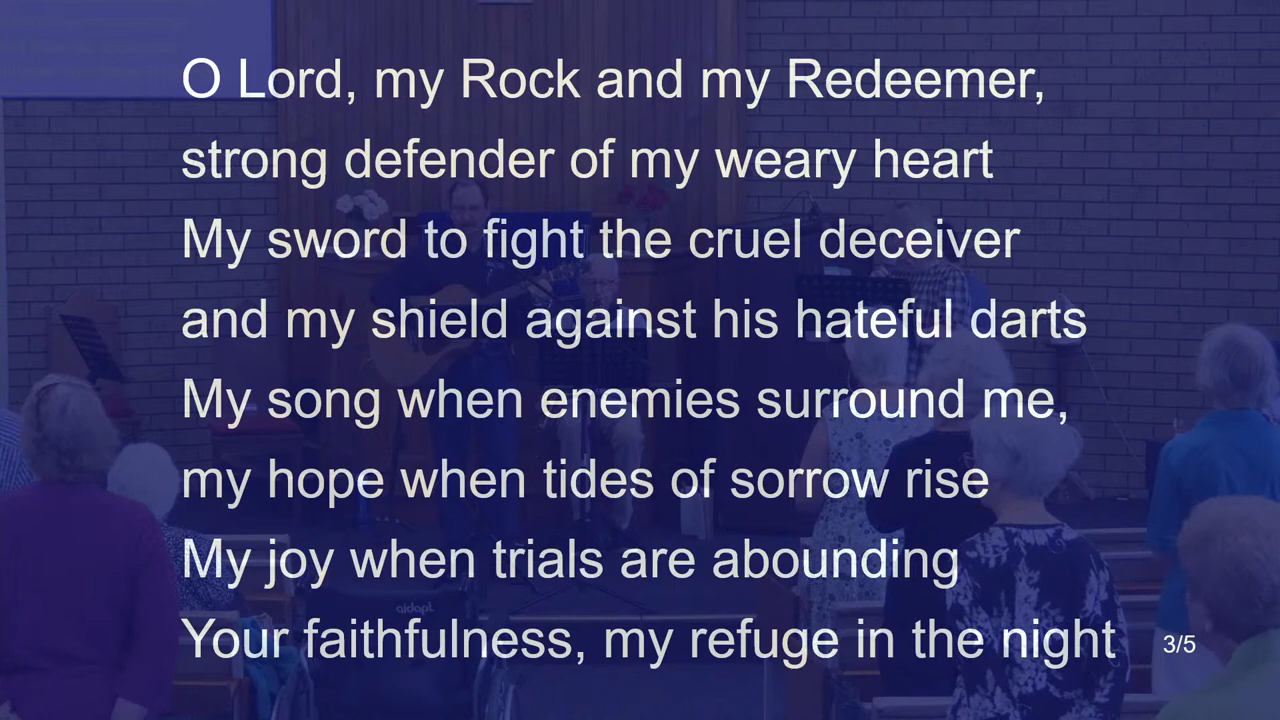 O Lord, my Rock and my Redeemer,
strong defender of my weary heart
My sword to fight the cruel deceiver
and my shield against his hateful darts
My song when enemies surround me,
my hope when tides of sorrow rise
My joy when trials are abounding
Your faithfulness, my refuge in the night
3/5
aidapt